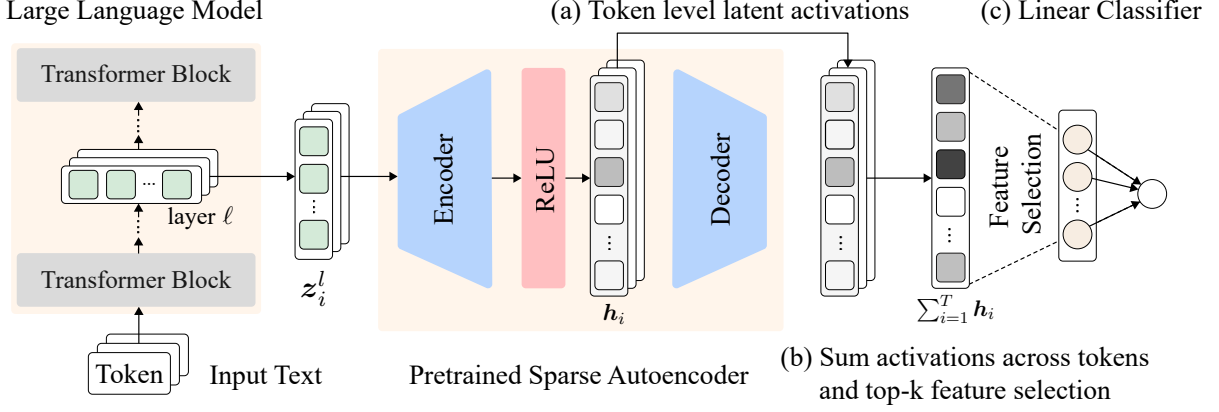 Large Language Model
(a) Token level latent activations
(c) Linear Classifier
Transformer Block
...
layer ℓ
Transformer Block
Token
Input Text
...
z_i^l
Encoder
ReLU
...
h_i
Decoder
...
...
∑_{i=1}^{T} h_i
Feature
Selection
...
Pretrained Sparse Autoencoder
(b) Sum activations across tokens
and top-k feature selection